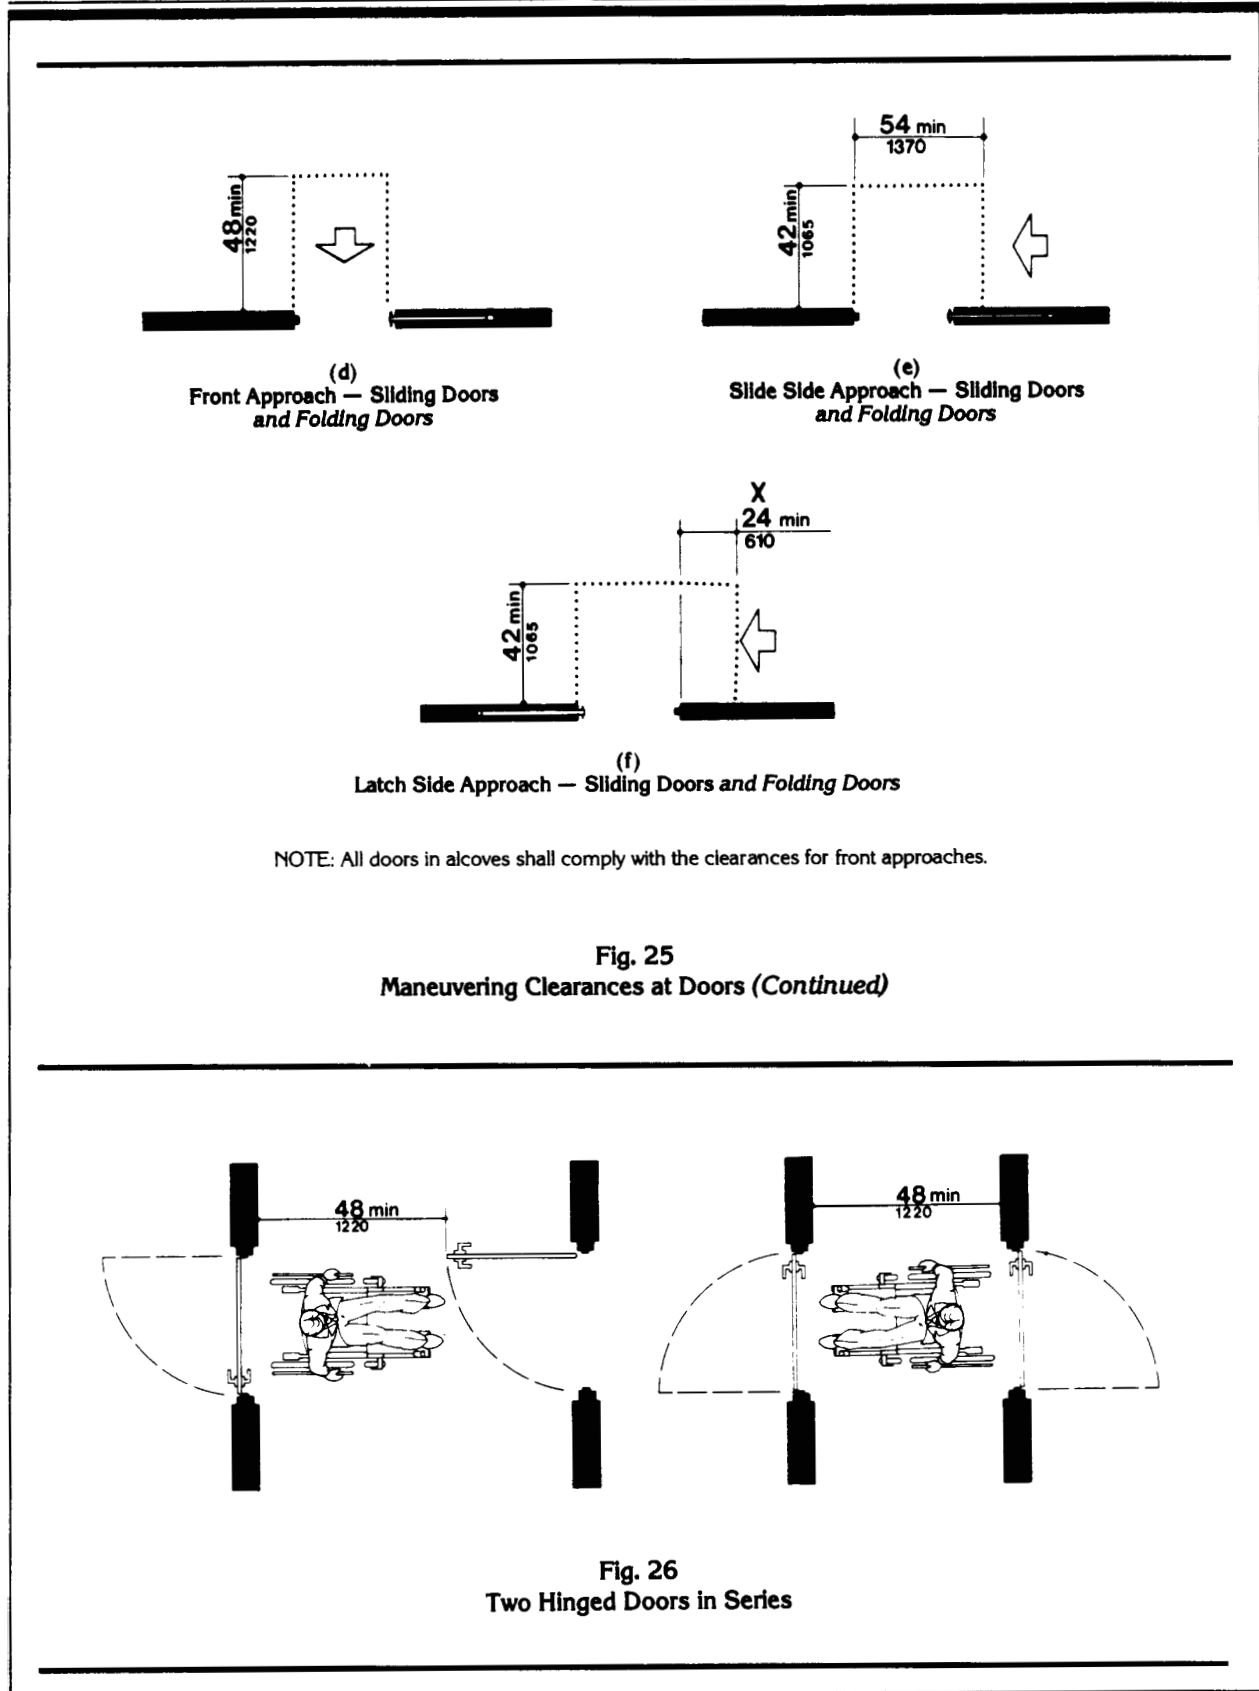 48 min
1220
(d)
Front Approach — Sliding Doors
and Folding Doors
54 min
1370
42 min
1065
(e)
Slide Side Approach — Sliding Doors
and Folding Doors
X
24 min
610
42 min
1065
(f)
Latch Side Approach — Sliding Doors and Folding Doors
NOTE: All doors in alcoves shall comply with the clearances for front approaches.
Fig. 25
Maneuvering Clearances at Doors (Continued)
48 min
1220
48 min
1220
Fig. 26
Two Hinged Doors in Series